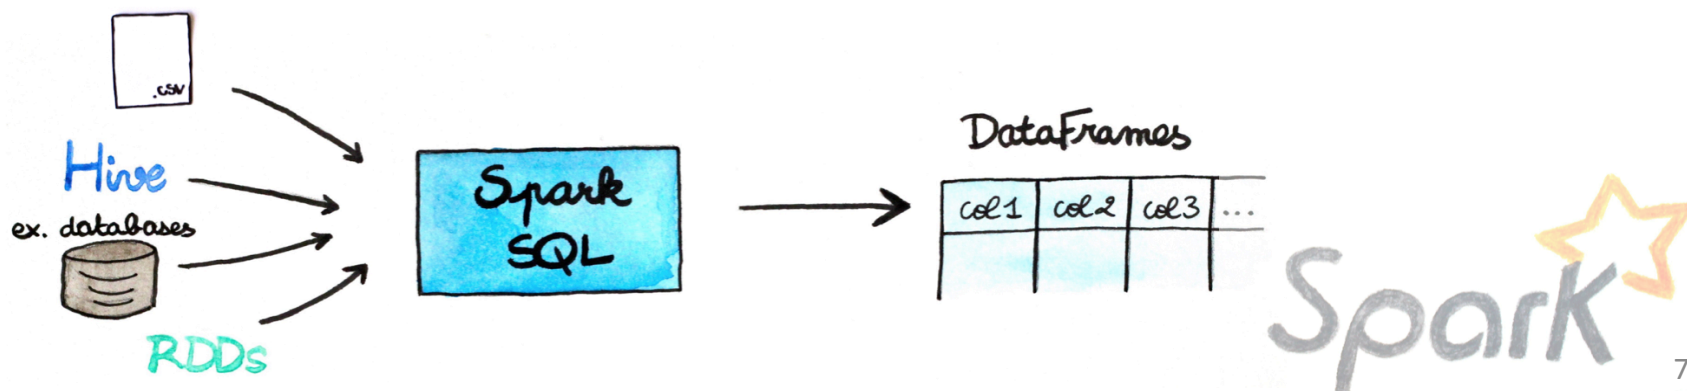 .csv
Hive
ex. databases
RDDs
Spark
SQL
DataFrames
col1 col2 col3 ...
Spark
7